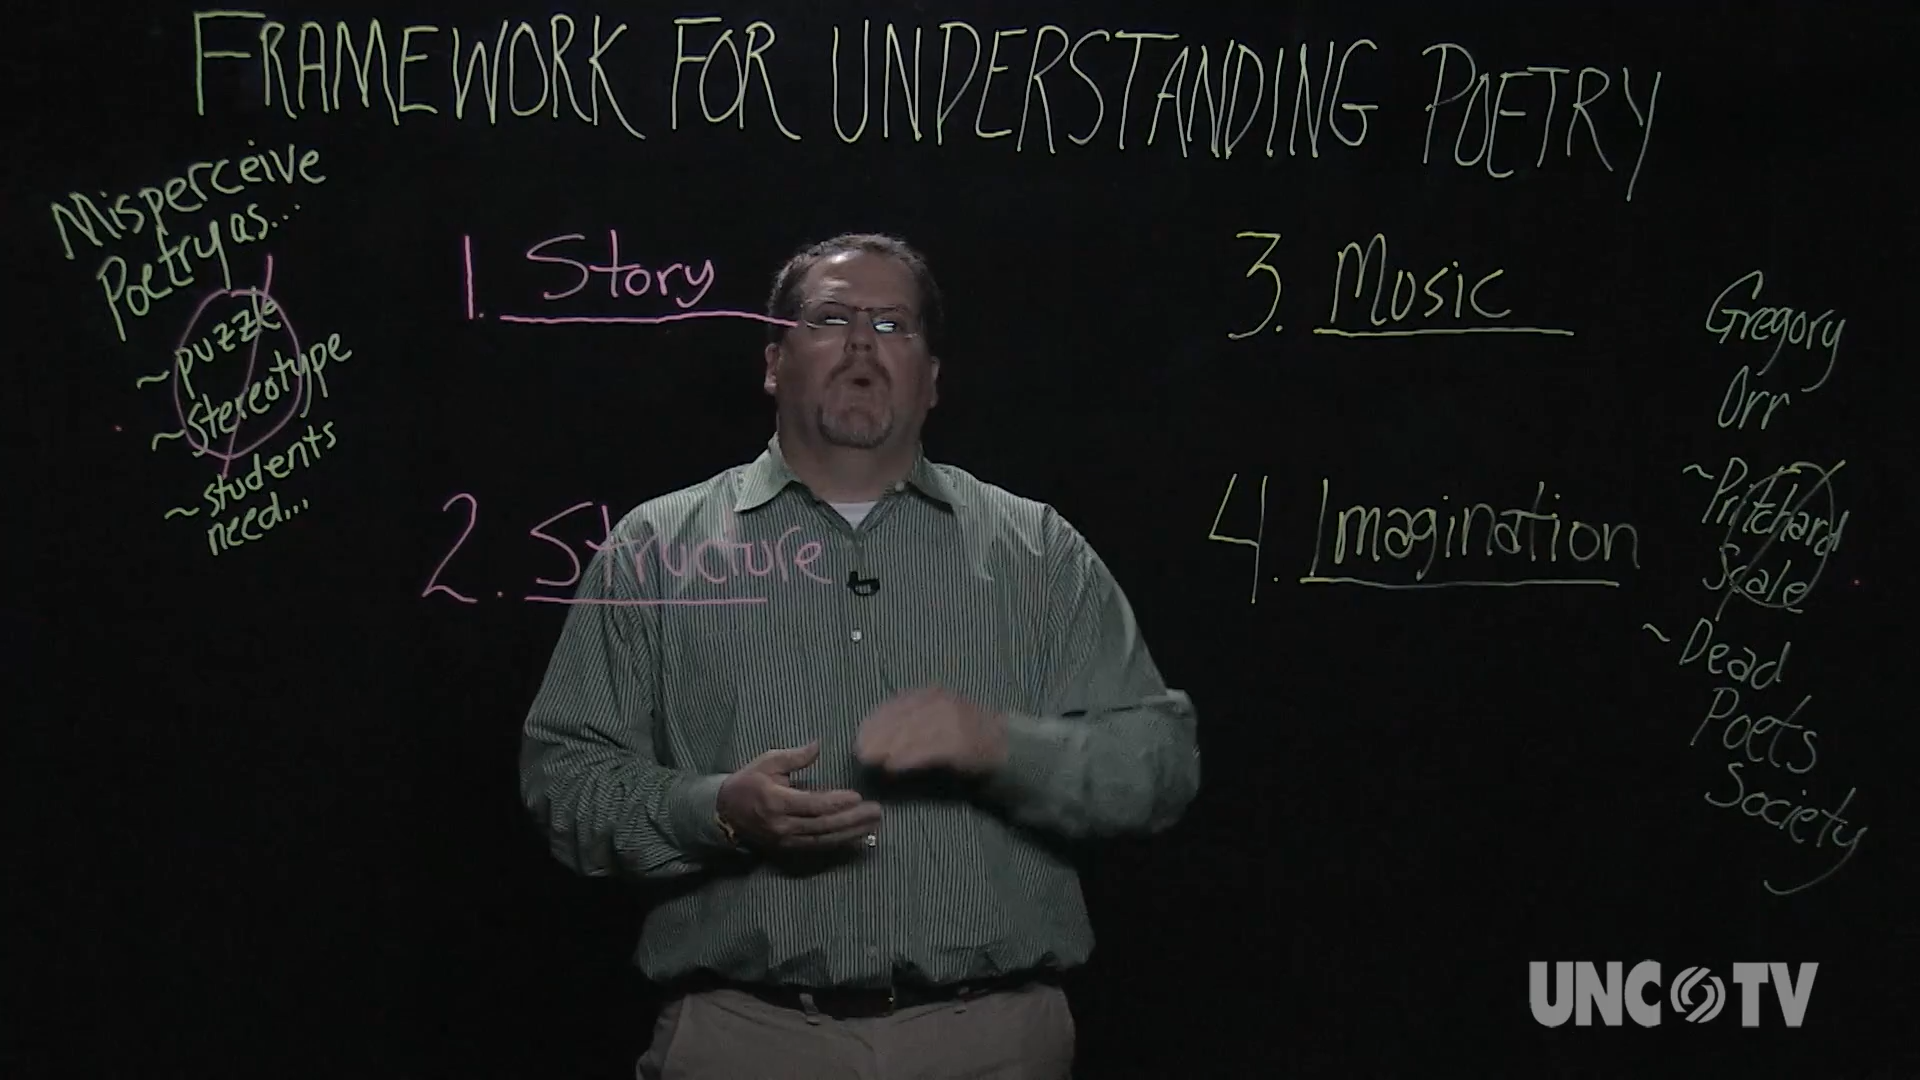 FRAMEWORK FOR UNDERSTANDING POETRY
Misperceive
Poetry as...
~puzzle
~stereotype
~students
need...
1. Story
2. Structure
3. Music
4. Imagination
Gregory
Orr
~Pritchard
Scale
~Dead
Poets
Society
UNC TV